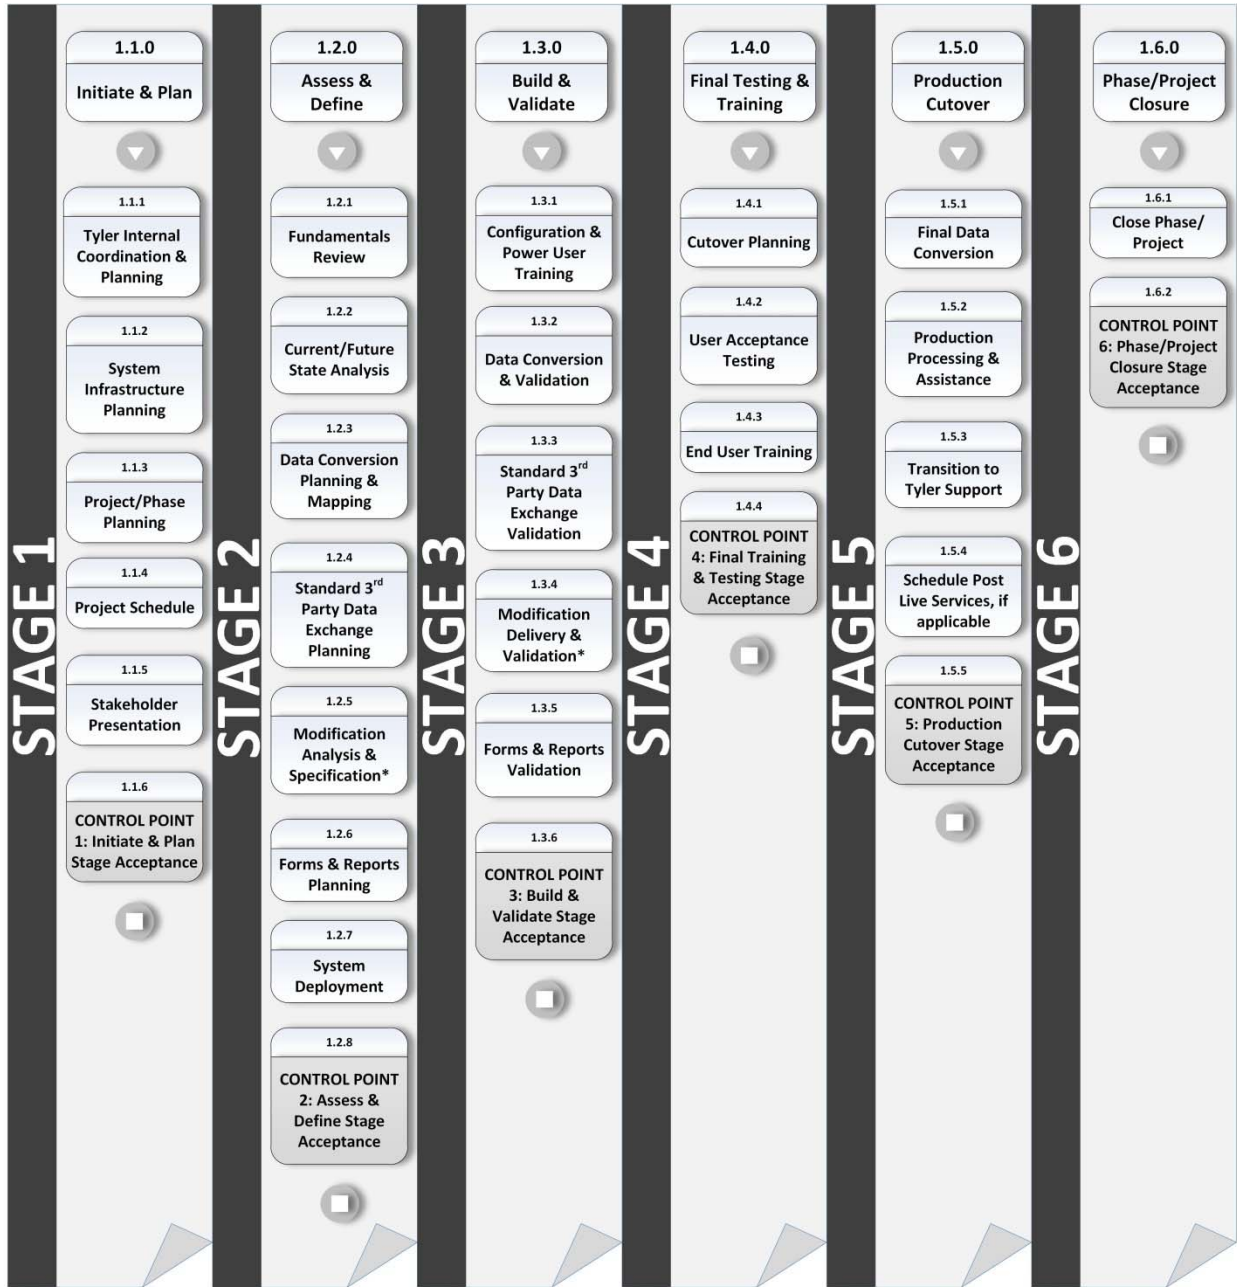 STAGE 1
1.1.0
Initiate & Plan
1.1.1
Tyler Internal
Coordination &
Planning
1.1.2
System
Infrastructure
Planning
1.1.3
Project/Phase
Planning
1.1.4
Project Schedule
1.1.5
Stakeholder
Presentation
1.1.6
CONTROL POINT
1: Initiate & Plan
Stage Acceptance
STAGE 2
1.2.0
Assess &
Define
1.2.1
Fundamentals
Review
1.2.2
Current/Future
State Analysis
1.2.3
Data Conversion
Planning &
Mapping
1.2.4
Standard 3rd
Party Data
Exchange
Planning
1.2.5
Modification
Analysis &
Specification*
1.2.6
Forms & Reports
Planning
1.2.7
System
Deployment
1.2.8
CONTROL POINT
2: Assess &
Define Stage
Acceptance
STAGE 3
1.3.0
Build &
Validate
1.3.1
Configuration &
Power User
Training
1.3.2
Data Conversion
& Validation
1.3.3
Standard 3rd
Party Data
Exchange
Validation
1.3.4
Modification
Delivery &
Validation*
1.3.5
Forms & Reports
Validation
1.3.6
CONTROL POINT
3: Build &
Validate Stage
Acceptance
STAGE 4
1.4.0
Final Testing &
Training
1.4.1
Cutover Planning
1.4.2
User Acceptance
Testing
1.4.3
End User Training
1.4.4
CONTROL POINT
4: Final Training
& Testing Stage
Acceptance
STAGE 5
1.5.0
Production
Cutover
1.5.1
Final Data
Conversion
1.5.2
Production
Processing &
Assistance
1.5.3
Transition to
Tyler Support
1.5.4
Schedule Post
Live Services, if
applicable
1.5.5
CONTROL POINT
5: Production
Cutover Stage
Acceptance
STAGE 6
1.6.0
Phase/Project
Closure
1.6.1
Close Phase/
Project
1.6.2
CONTROL POINT
6: Phase/Project
Closure Stage
Acceptance